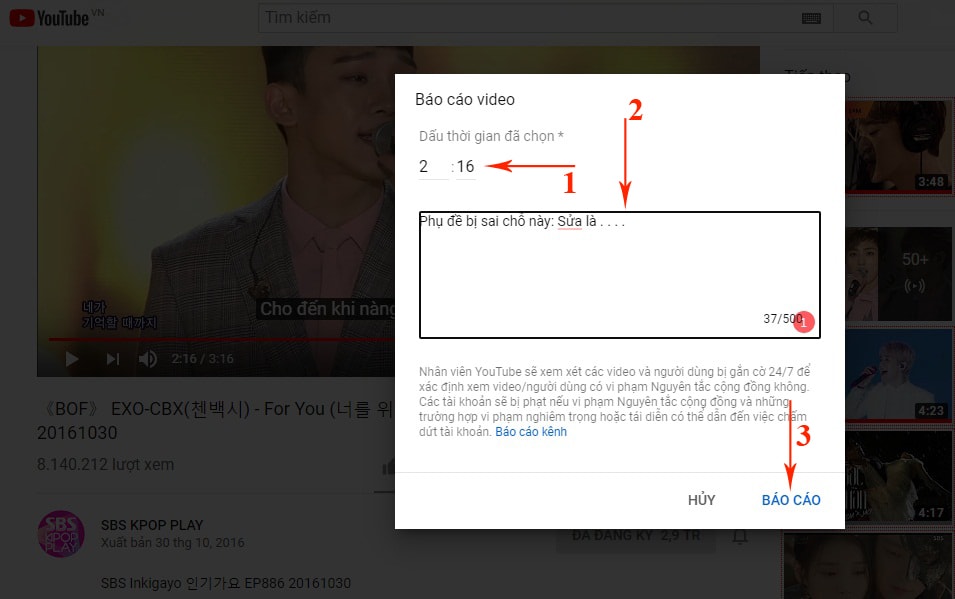 YouTube VN
Tìm kiếm
Tiếp theo
Báo cáo video
2
Dấu thời gian đã chọn *
2 : 16
1
3:48
Phụ đề bị sai chỗ này: Sửa là . . . .
50+
네가
기억할 때까지
Cho đến khi nàng
37/500
1
2:16 / 3:16
Nhân viên YouTube sẽ xem xét các video và người dùng bị gắn cờ 24/7 để
xác định xem video/người dùng có vi phạm Nguyên tắc cộng đồng không.
Các tài khoản sẽ bị phạt nếu vi phạm Nguyên tắc cộng đồng và những
trường hợp vi phạm nghiêm trọng hoặc tái diễn có thể dẫn đến việc chấm
dứt tài khoản. Báo cáo kênh
《BOF》 EXO-CBX(첸백시) - For You (너를 위
20161030
4:23
3
8.140.212 lượt xem
HỦY
BÁO CÁO
4:17
SBS
KPOP
PLAY
SBS KPOP PLAY
Xuất bản 30 thg 10, 2016
ĐÃ ĐĂNG KÝ 2,9 TR
SBS Inkigayo 인기가요 EP886 20161030